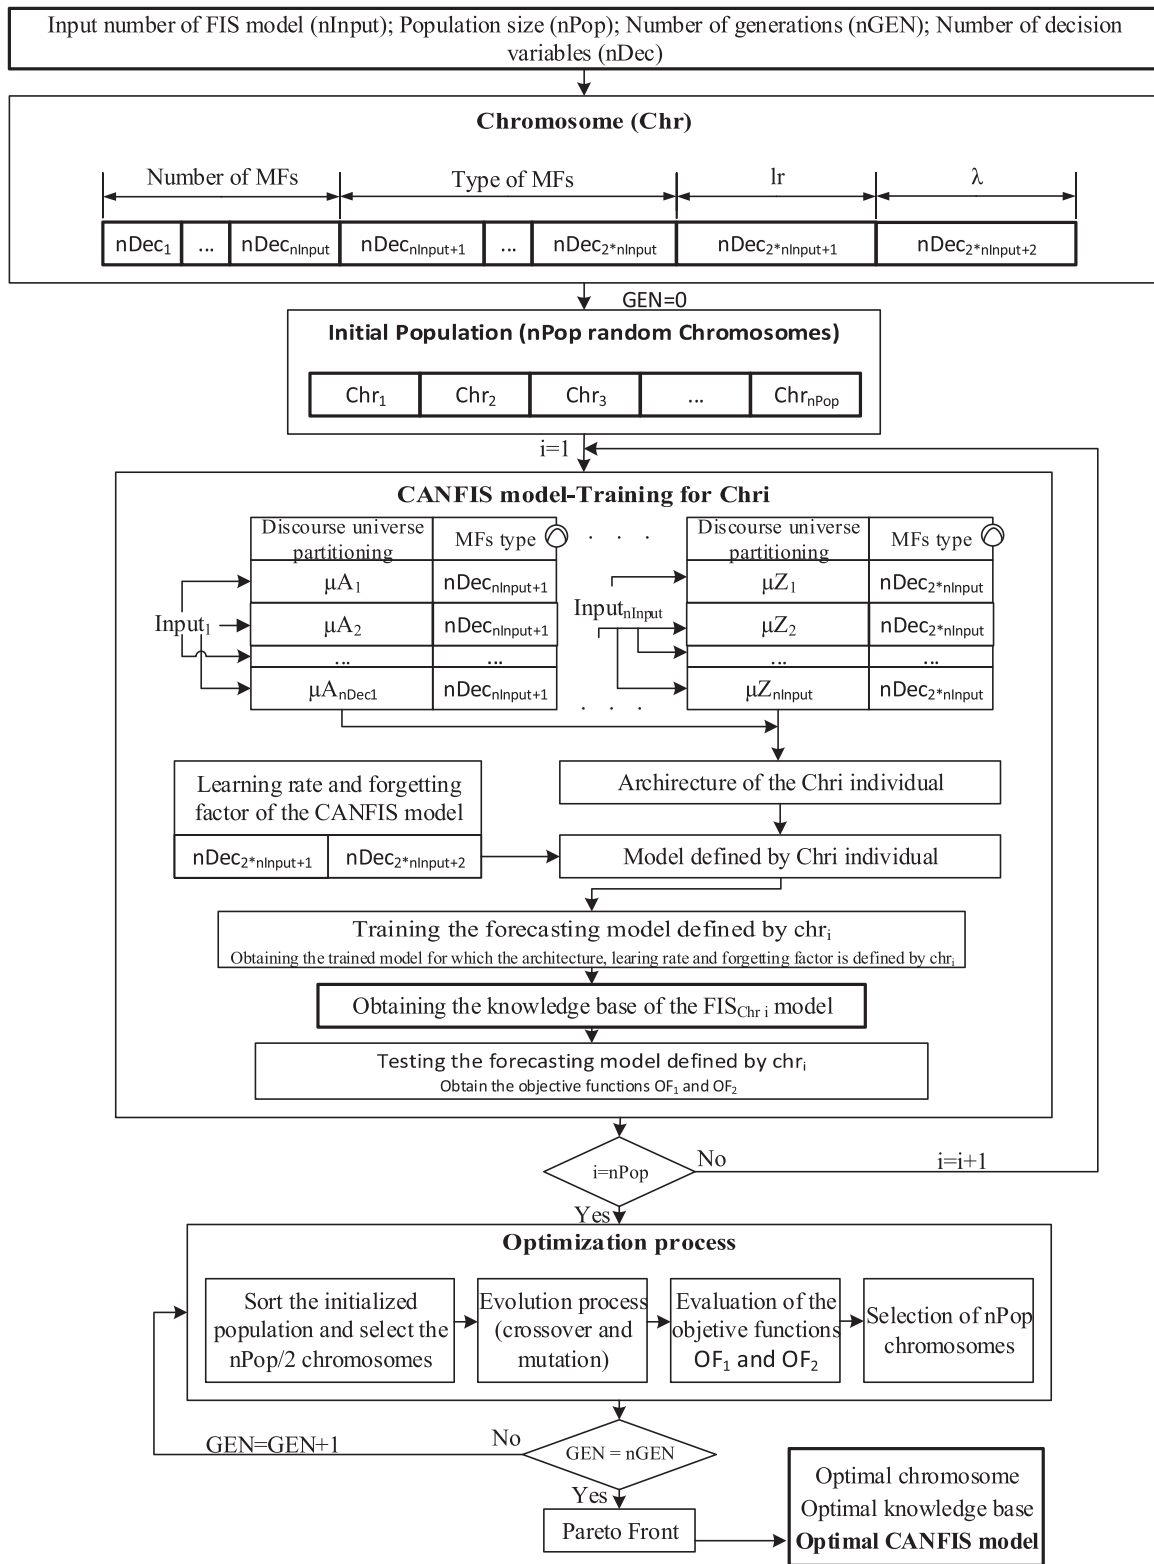 Input number of FIS model (nInput); Population size (nPop); Number of generations (nGEN); Number of decision
variables (nDec)
Chromosome (Chr)
Number of MFs
Type of MFs
lr
λ
nDec1
...
nDecnInput
nDecnInput+1
...
nDec2*nInput
nDec2*nInput+1
nDec2*nInput+2
GEN=0
Initial Population (nPop random Chromosomes)
Chr1
Chr2
Chr3
...
ChrnPop
i=1
CANFIS model-Training for Chri
Discourse universe
partitioning
MFs type
. . .
Discourse universe
partitioning
MFs type
μA1
nDecnInput+1
μZ1
nDec2*nInput
Input1
μA2
nDecnInput+1
InputnInput
μZ2
nDec2*nInput
...
...
...
...
μAnDec1
nDecnInput+1
. . .
μZnInput
nDec2*nInput
Learning rate and forgetting
factor of the CANFIS model
nDec2*nInput+1
nDec2*nInput+2
Archirecture of the Chri individual
Model defined by Chri individual
Training the forecasting model defined by chri
Obtaining the trained model for which the architecture, learing rate and forgetting factor is defined by chri
Obtaining the knowledge base of the FISChr i model
Testing the forecasting model defined by chri
Obtain the objective functions OF1 and OF2
i=nPop
No
i=i+1
Yes
Optimization process
Sort the initialized
population and select the
nPop/2 chromosomes
Evolution process
(crossover and
mutation)
Evaluation of the
objetive functions
OF1 and OF2
Selection of nPop
chromosomes
GEN=GEN+1
No
GEN = nGEN
Yes
Pareto Front
Optimal chromosome
Optimal knowledge base
Optimal CANFIS model